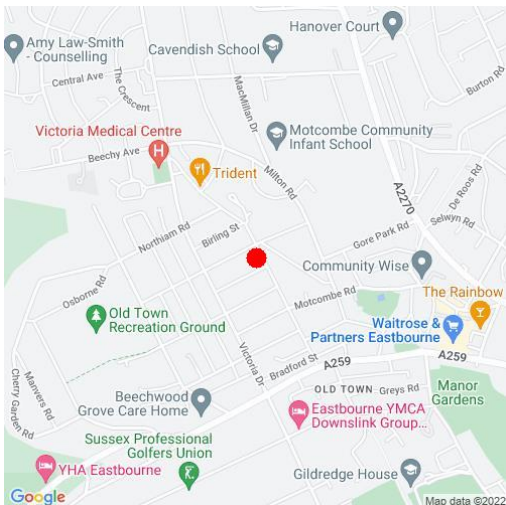 Hanover Court
Amy Law-Smith
- Counselling
Cavendish School
Central Ave
The Crescent
MacMillan Dr
Burton Rd
Victoria Medical Centre
Motcombe Community
Infant School
Beechy Ave
Trident
Milton Rd
A2270
De Roos Rd
Selwyn Rd
Northiam Rd
Birling St
Gore Park Rd
Community Wise
Osborne Rd
Motcombe Rd
The Rainbow
Old Town
Recreation Ground
Waitrose &
Partners Eastbourne
Victoria Dr
Bradford St
A259
A259
Manvers Rd
Cherry Garden Rd
Beechwood
Grove Care Home
OLD TOWN
Greys Rd
Manor
Gardens
Eastbourne YMCA
Downslink Group...
Sussex Professional
Golfers Union
YHA Eastbourne
Gildredge House
Google
Map data ©2022